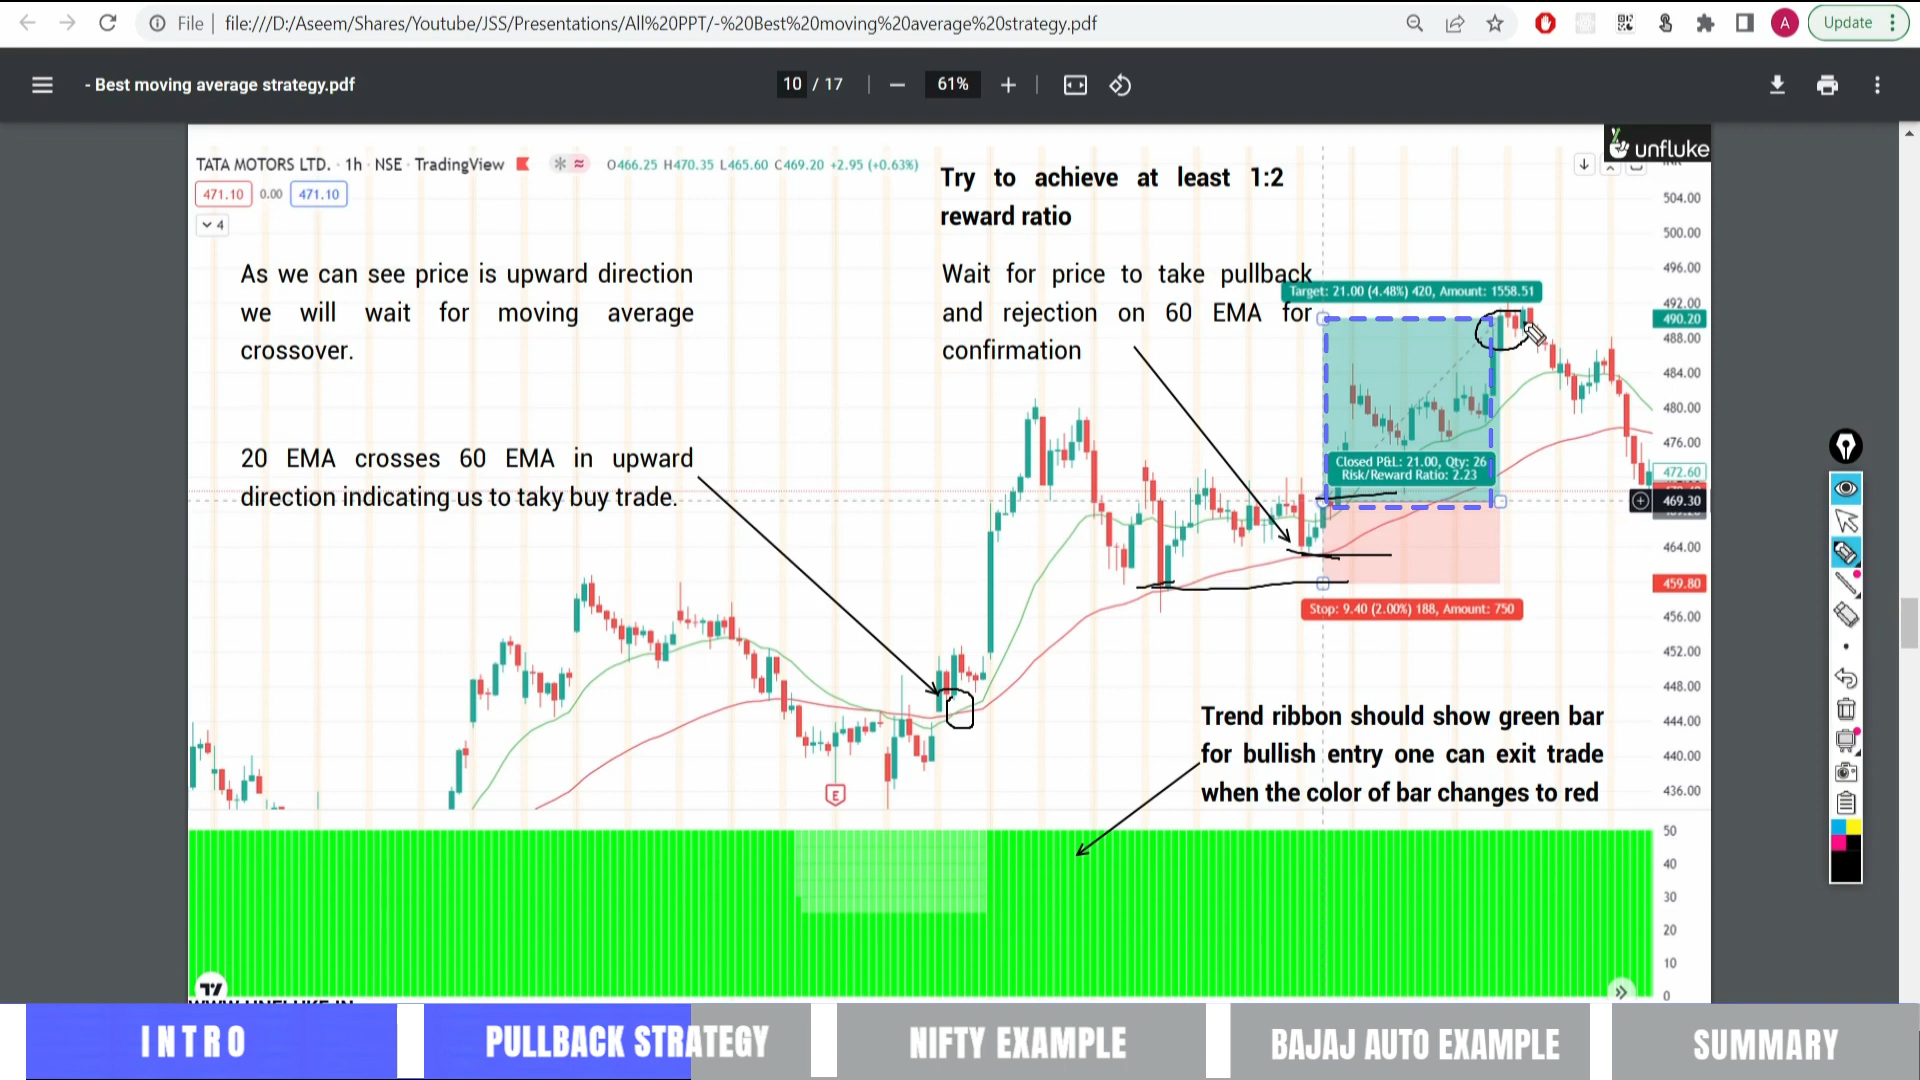 File | file:///D:/Aseem/Shares/Youtube/JSS/Presentations/All%20PPT/-%20Best%20moving%20average%20strategy.pdf
A
Update
- Best moving average strategy.pdf
10 / 17
61%
unfluke
TATA MOTORS LTD. · 1h · NSE · TradingView
O466.25 H470.35 L465.60 C469.20 +2.95 (+0.63%)
471.10 0.00 471.10
4
Try to achieve at least 1:2
reward ratio
As we can see price is upward direction
we will wait for moving average
crossover.
Wait for price to take pullback
and rejection on 60 EMA for
confirmation
20 EMA crosses 60 EMA in upward
direction indicating us to taky buy trade.
Target: 21.00 (4.48%) 420, Amount: 1558.51
Closed P&L: 21.00, Qty: 26
Risk/Reward Ratio: 2.23
Stop: 9.40 (2.00%) 188, Amount: 750
Trend ribbon should show green bar
for bullish entry one can exit trade
when the color of bar changes to red
E
504.00
500.00
496.00
492.00
490.20
488.00
484.00
480.00
476.00
472.60
469.30
464.00
459.80
456.00
452.00
448.00
444.00
440.00
436.00
50
40
30
20
10
0
WWW.UNFLUKE.IN
INTRO
PULLBACK STRATEGY
NIFTY EXAMPLE
BAJAJ AUTO EXAMPLE
SUMMARY